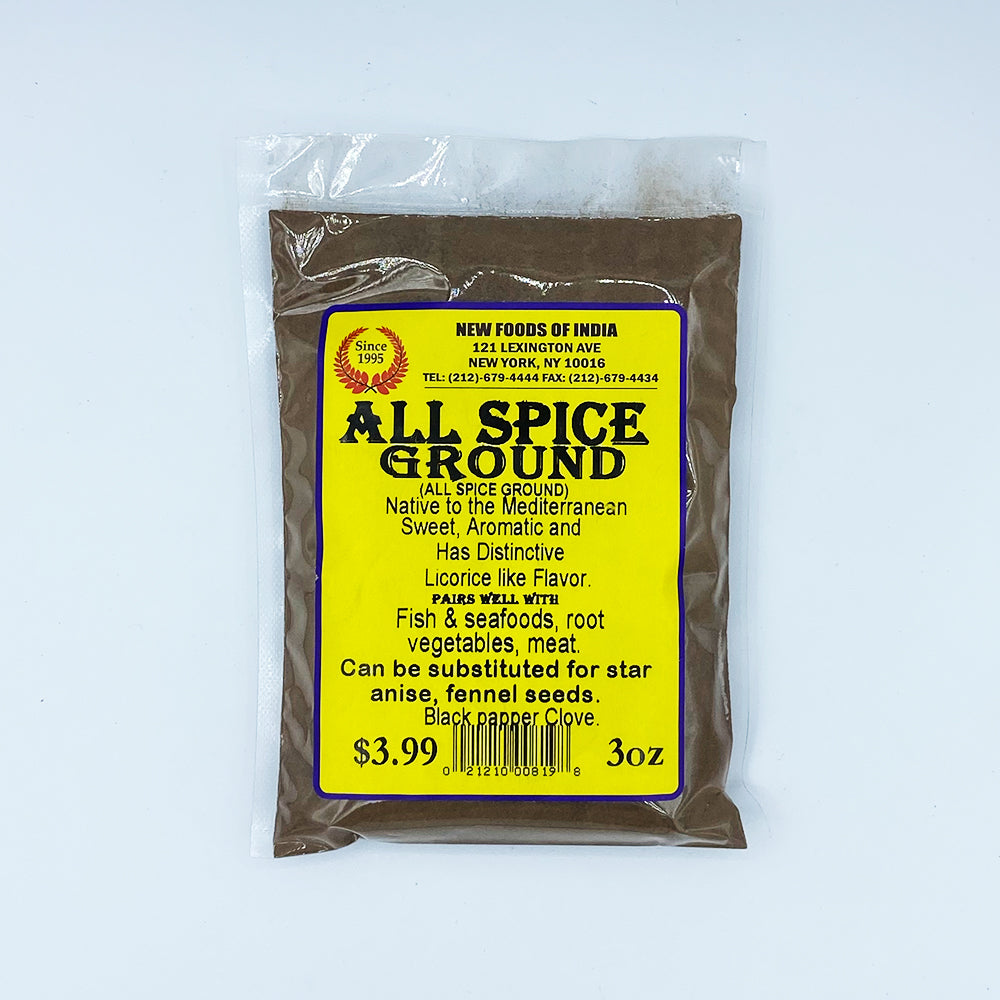 Since
1995
NEW FOODS OF INDIA
121 LEXINGTON AVE
NEW YORK, NY 10016
TEL: (212)-679-4444 FAX: (212)-679-4434
ALL SPICE
GROUND
(ALL SPICE GROUND)
Native to the Mediterranean
Sweet, Aromatic and
Has Distinctive
Licorice like Flavor.
PAIRS WELL WITH
Fish & seafoods, root
vegetables, meat.
Can be substituted for star
anise, fennel seeds.
Black papper Clove.
$3.99
0 21210 00819 8
3oz